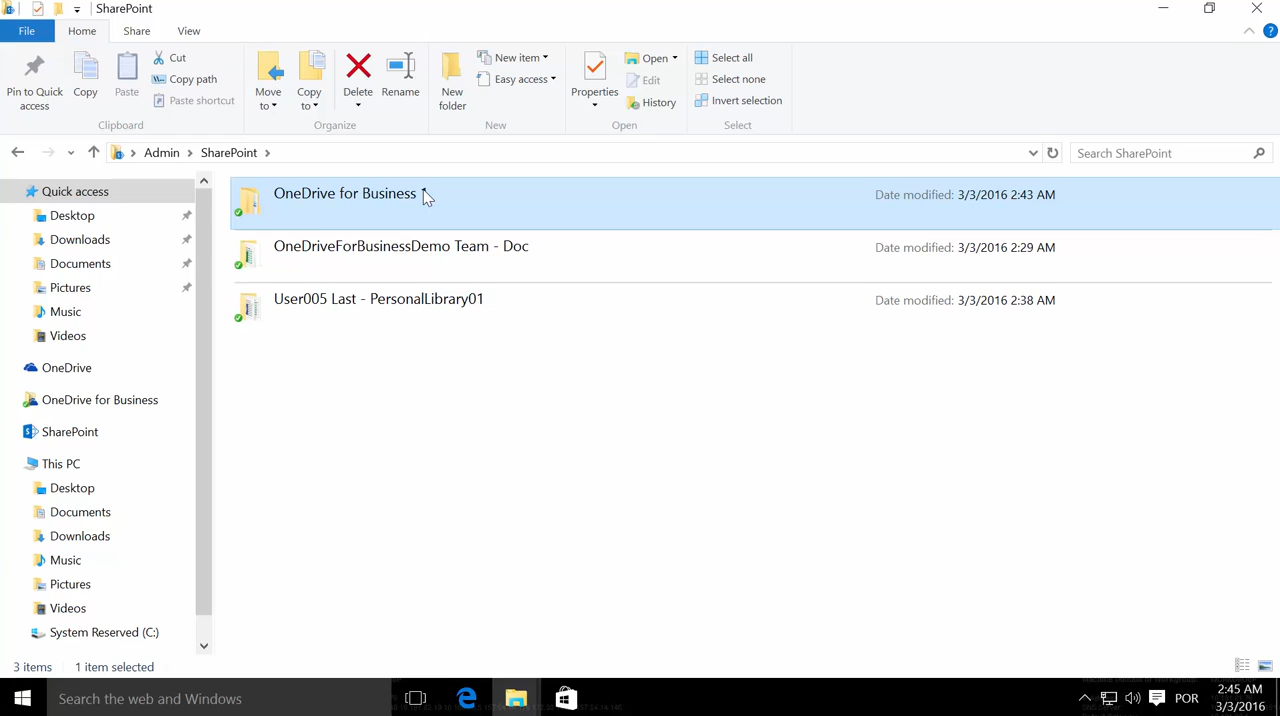 SharePoint
File Home Share View
Pin to Quick access
Copy
Paste
Cut
Copy path
Paste shortcut
Clipboard
Move to
Copy to
Delete
Rename
Organize
New folder
New item
Easy access
New
Properties
Open
Edit
History
Open
Select all
Select none
Invert selection
Select
Admin SharePoint
Search SharePoint
Quick access
Desktop
Downloads
Documents
Pictures
Music
Videos
OneDrive
OneDrive for Business
SharePoint
This PC
Desktop
Documents
Downloads
Music
Pictures
Videos
System Reserved (C:)
OneDrive for Business
Date modified: 3/3/2016 2:43 AM
OneDriveForBusinessDemo Team - Doc
Date modified: 3/3/2016 2:29 AM
User005 Last - PersonalLibrary01
Date modified: 3/3/2016 2:38 AM
3 items 1 item selected
Search the web and Windows
POR
2:45 AM
3/3/2016